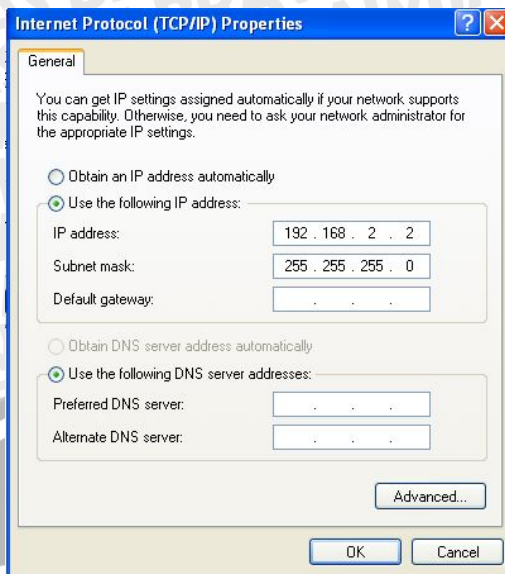 Internet Protocol (TCP/IP) Properties
General
You can get IP settings assigned automatically if your network supports
this capability. Otherwise, you need to ask your network administrator for
the appropriate IP settings.
Obtain an IP address automatically
Use the following IP address:
IP address: 192 . 168 . 2 . 2
Subnet mask: 255 . 255 . 255 . 0
Default gateway: . . .
Obtain DNS server address automatically
Use the following DNS server addresses:
Preferred DNS server: . . .
Alternate DNS server: . . .
Advanced...
OK Cancel